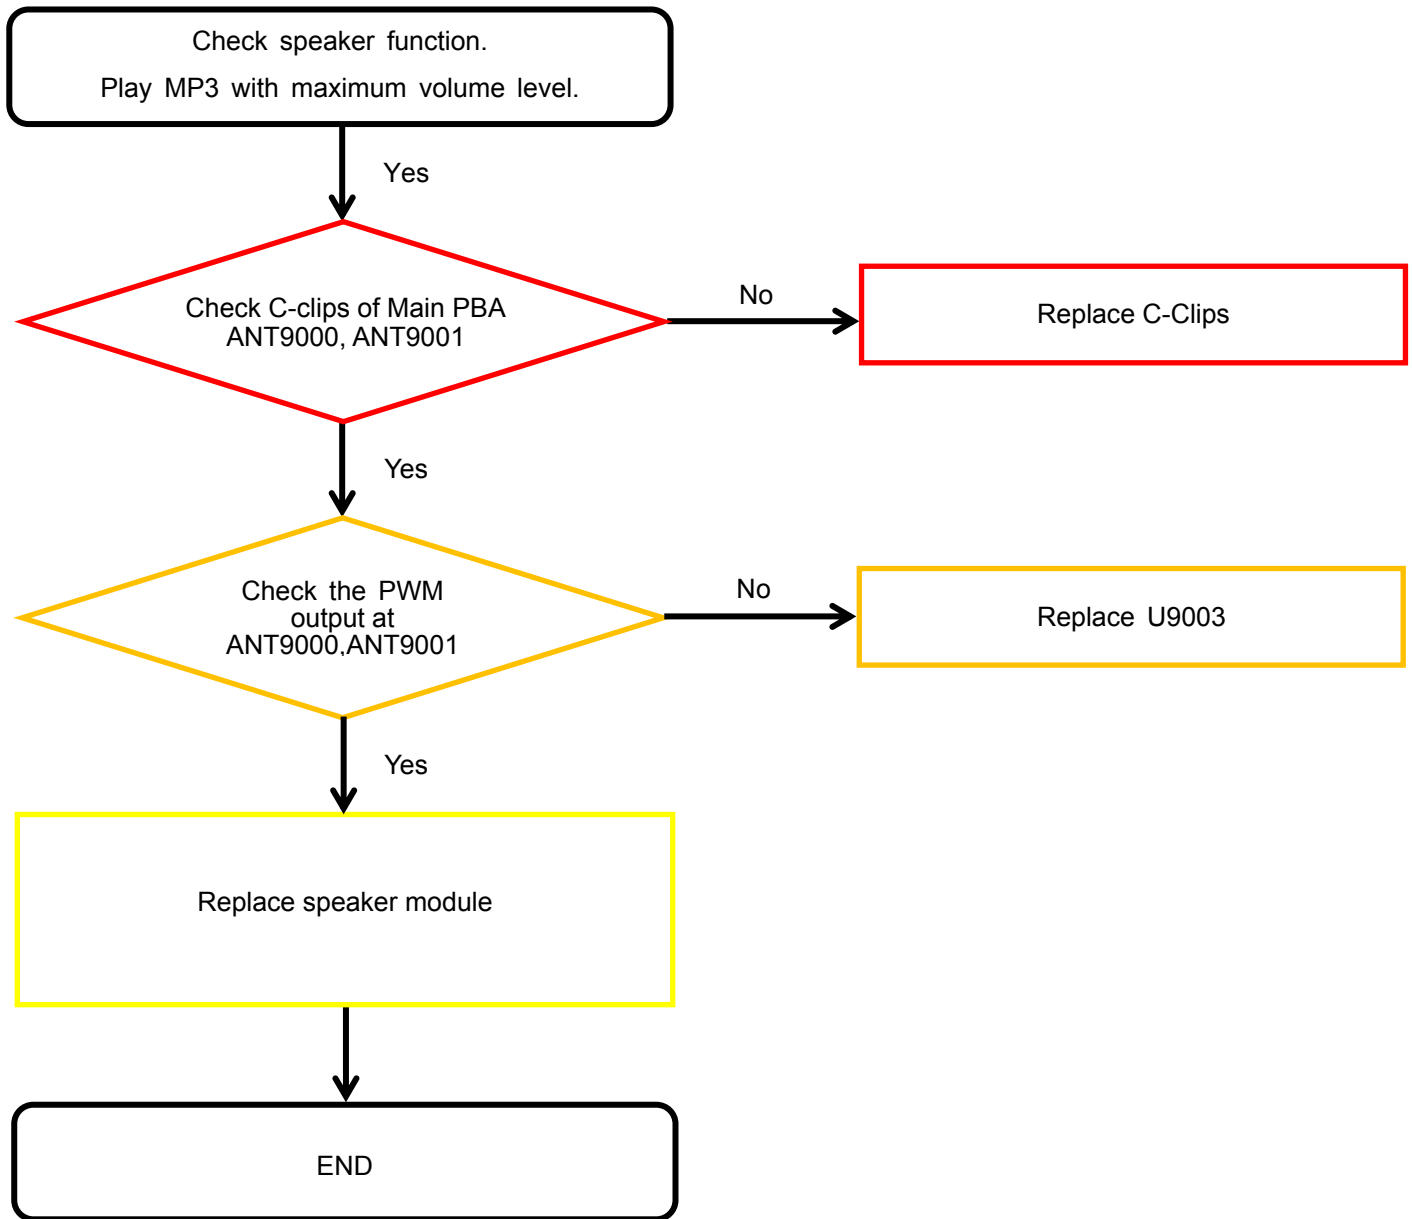 Check speaker function.
Play MP3 with maximum volume level.
Yes
Check C-clips of Main PBA
ANT9000, ANT9001
No
Replace C-Clips
Yes
Check the PWM
output at
ANT9000,ANT9001
No
Replace U9003
Yes
Replace speaker module
END